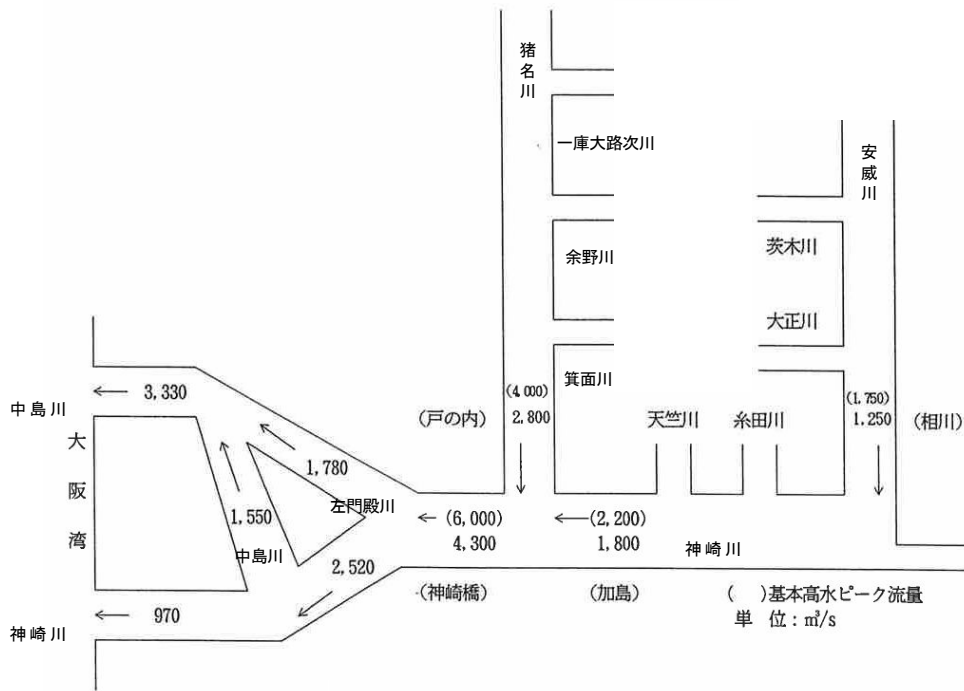 猪名川
一庫大路次川
安威川
余野川
茨木川
大正川
箕面川
← 3,330
中島川
大阪湾
(戸の内)
(4,000)
2,800
天竺川
糸田川
(1,750)
1,250
(相川)
1,780
左門殿川
1,550
中島川
← (6,000)
4,300
← (2,200)
1,800
神崎川
2,520
← 970
神崎川
(神崎橋)
(加島)
( )基本高水ピーク流量
単 位:㎥/s